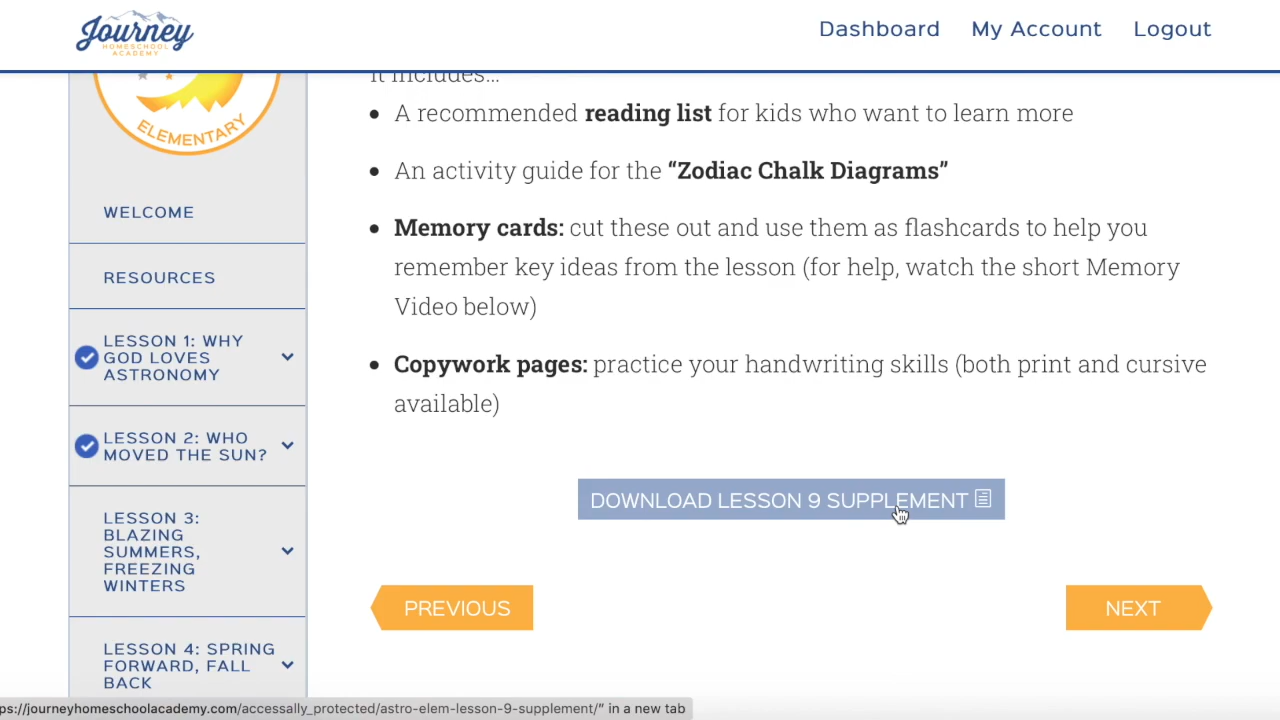 Journey
HOMESCHOOL
ACADEMY
Dashboard
My Account
Logout
ELEMENTARY
WELCOME
RESOURCES
LESSON 1: WHY
GOD LOVES
ASTRONOMY
LESSON 2: WHO
MOVED THE SUN?
LESSON 3:
BLAZING
SUMMERS,
FREEZING
WINTERS
LESSON 4: SPRING
FORWARD, FALL
BACK
it includes...
• A recommended reading list for kids who want to learn more
• An activity guide for the “Zodiac Chalk Diagrams”
• Memory cards: cut these out and use them as flashcards to help you
remember key ideas from the lesson (for help, watch the short Memory
Video below)
• Copywork pages: practice your handwriting skills (both print and cursive
available)
DOWNLOAD LESSON 9 SUPPLEMENT
PREVIOUS
NEXT
ps://journeyhomeschoolacademy.com/accessally_protected/astro-elem-lesson-9-supplement/” in a new tab